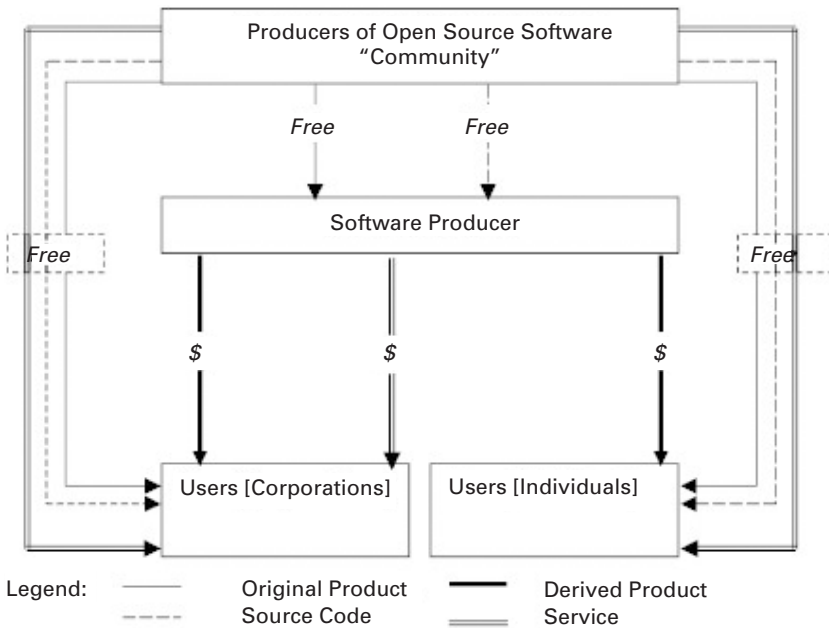 Producers of Open Source Software
“Community”
Free Free
Software Producer
Free Free
$ $ $
Users [Corporations] Users [Individuals]
Legend: Original Product Derived Product
Source Code Service